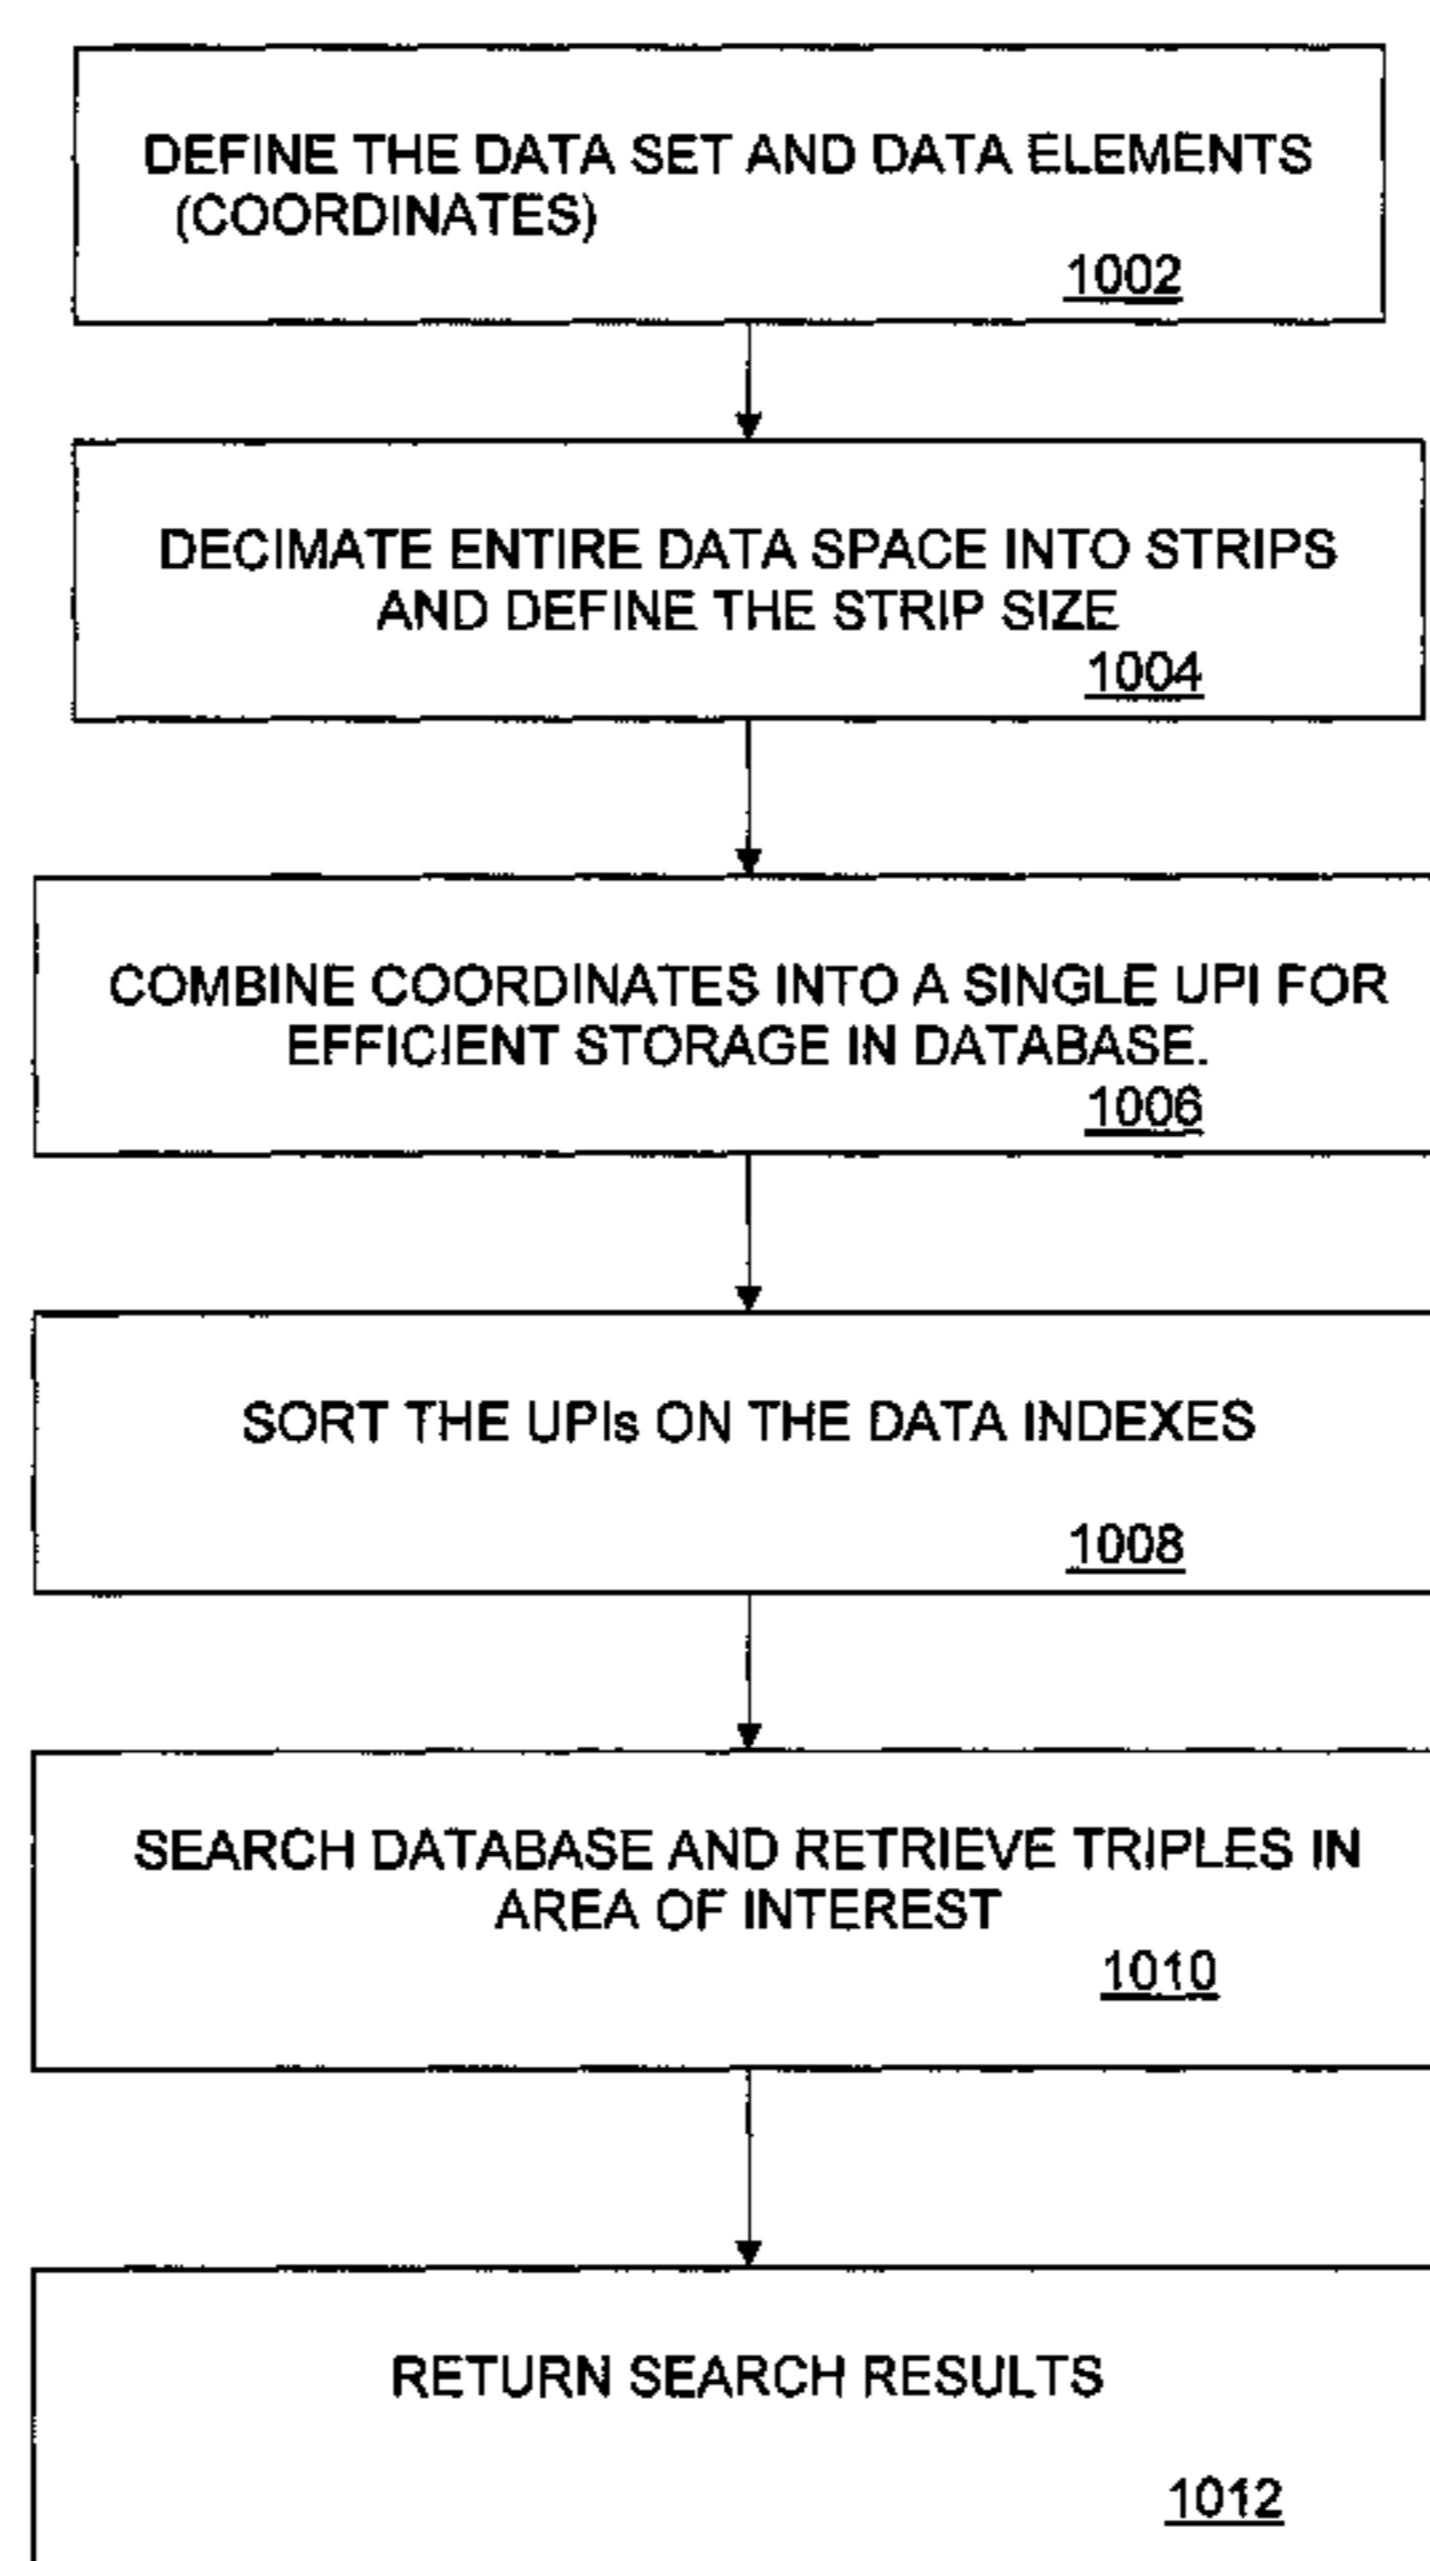 DEFINE THE DATA SET AND DATA ELEMENTS
(COORDINATES)
1002
DECIMATE ENTIRE DATA SPACE INTO STRIPS
AND DEFINE THE STRIP SIZE
1004
COMBINE COORDINATES INTO A SINGLE UPI FOR
EFFICIENT STORAGE IN DATABASE.
1006
SORT THE UPIs ON THE DATA INDEXES
1008
SEARCH DATABASE AND RETRIEVE TRIPLES IN
AREA OF INTEREST
1010
RETURN SEARCH RESULTS
1012